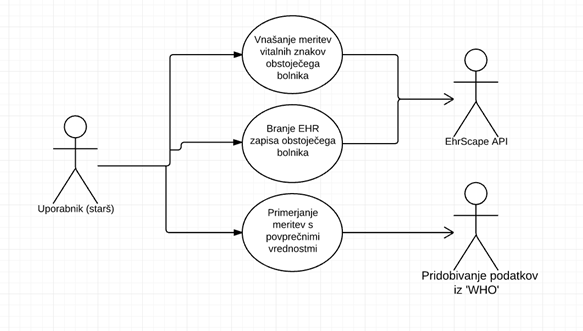 Vnašanje meritev
vitalnih znakov
obstoječega
bolnika
Branje EHR
zapisa obstoječega
bolnika
EhrScape API
Uporabnik (starš)
Primerjanje
meritev s
povprečnimi
vrednostmi
Pridobivanje podatkov
iz 'WHO'